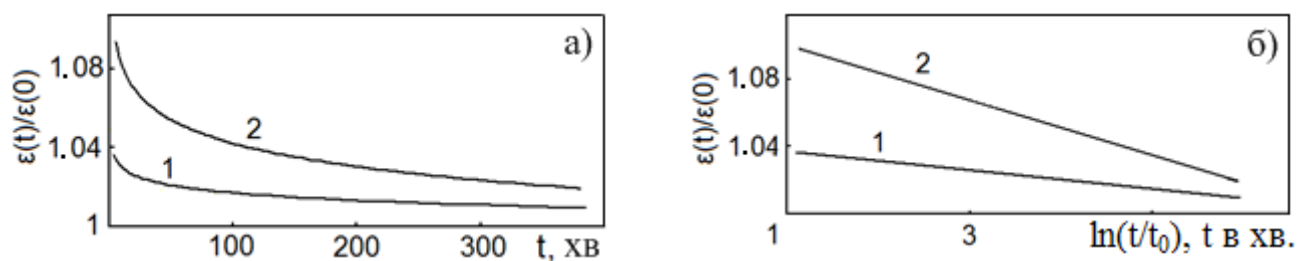 а)
ε(t)/ε(0)
1.08
1.04
1
2
1
100
200
300
t, хв
б)
ε(t)/ε(0)
1.08
1.04
2
1
1
3
ln(t/t₀), t в хв.